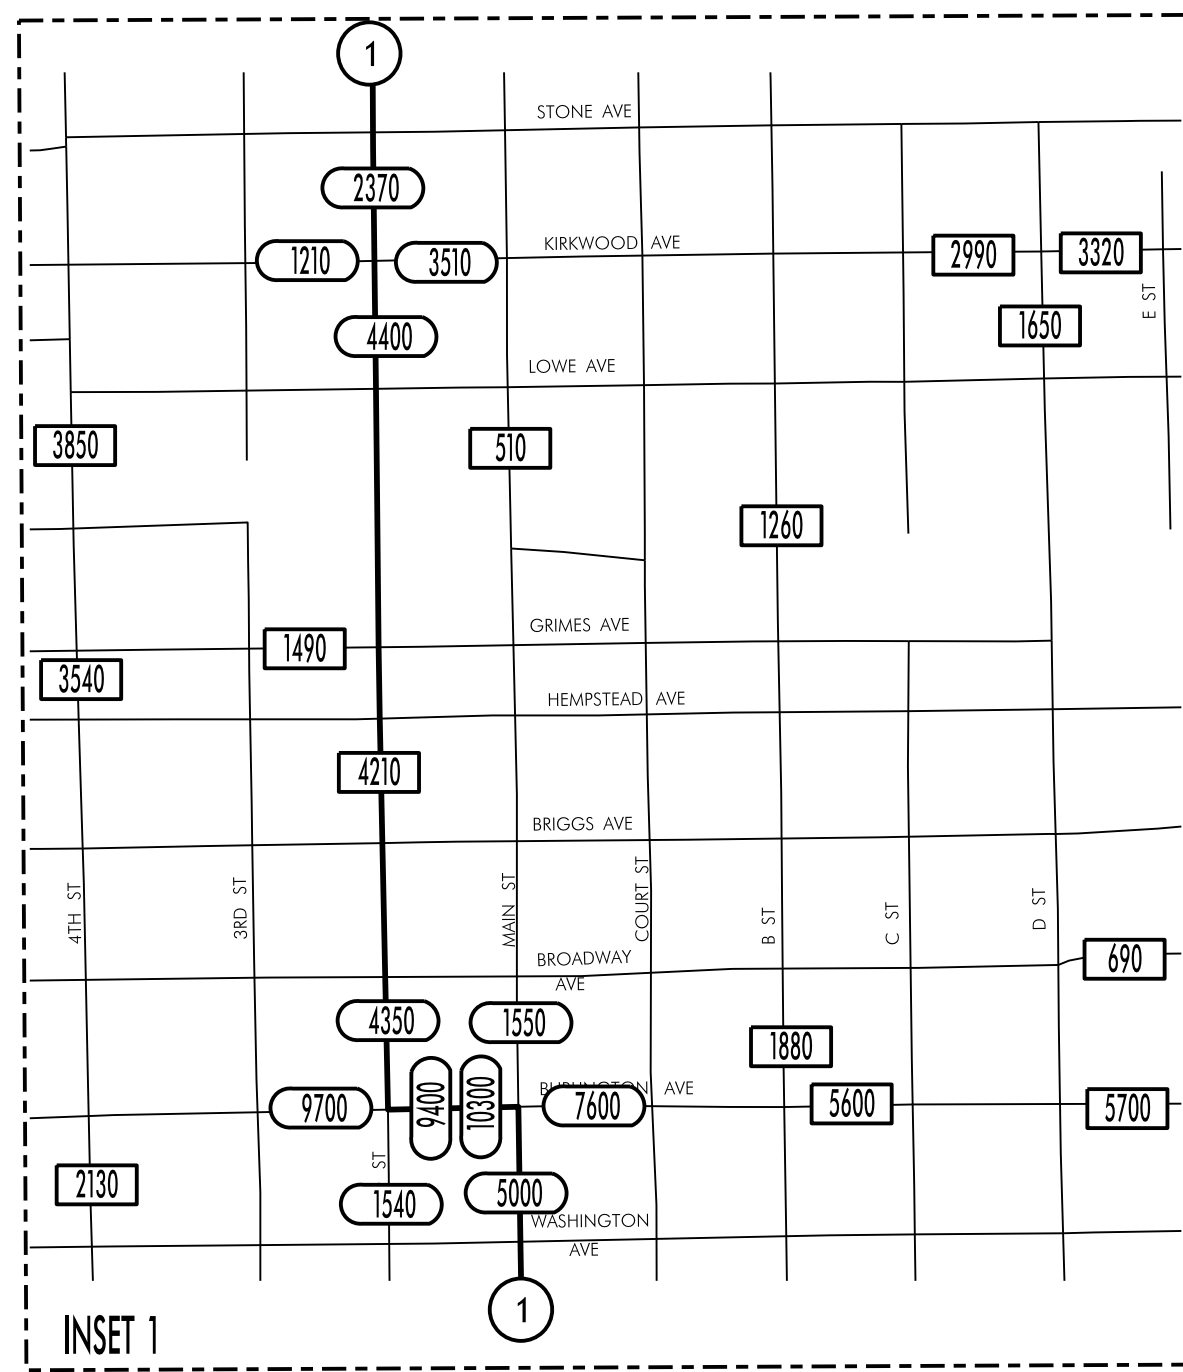 1
STONE AVE
2370
1210
3510
KIRKWOOD AVE
2990
3320
E ST
1650
4400
LOWE AVE
3850
510
1260
GRIMES AVE
1490
3540
HEMPSTEAD AVE
4210
BRIGGS AVE
4TH ST
3RD ST
MAIN ST
COURT ST
B ST
C ST
D ST
BROADWAY
AVE
690
4350
1550
1880
BURLINGTON AVE
9700
9400
10300
7600
5600
5700
ST
2130
1540
5000
WASHINGTON
AVE
1
INSET 1